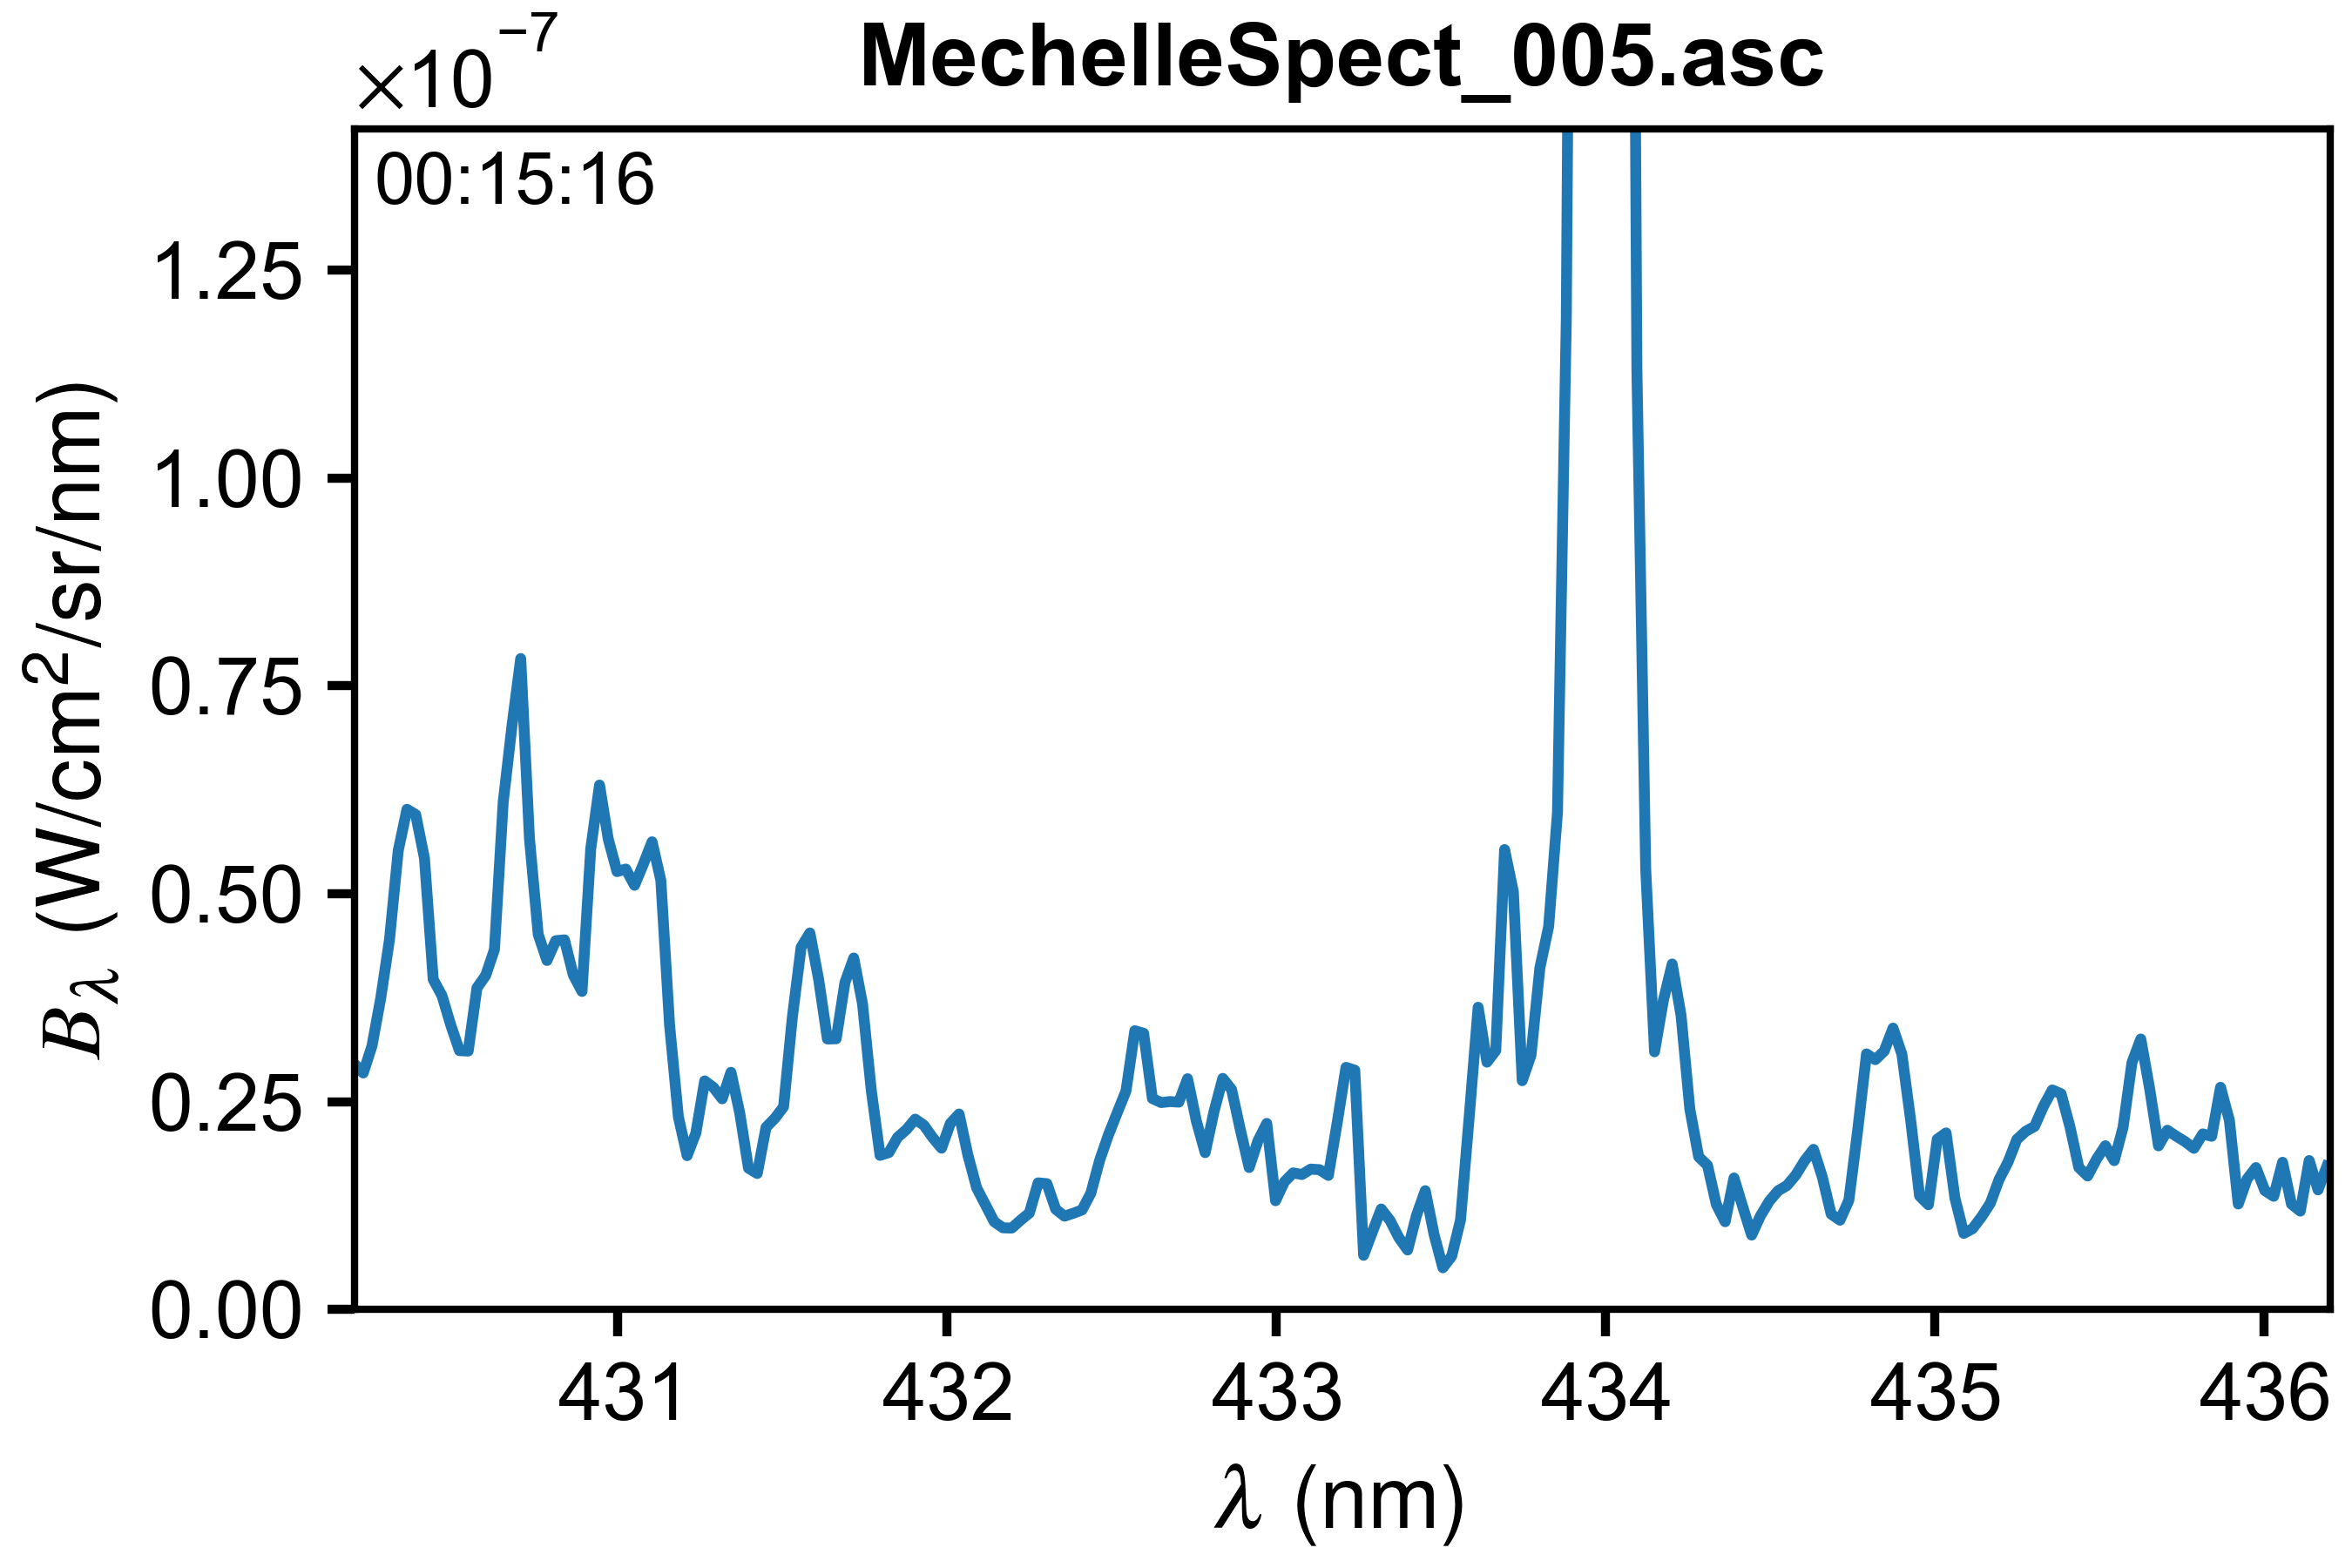 ×10⁻⁷
MechelleSpect_005.asc
00:15:16
1.25
1.00
0.75
0.50
0.25
0.00
B_λ (W/cm²/sr/nm)
431 432 433 434 435 436
λ (nm)